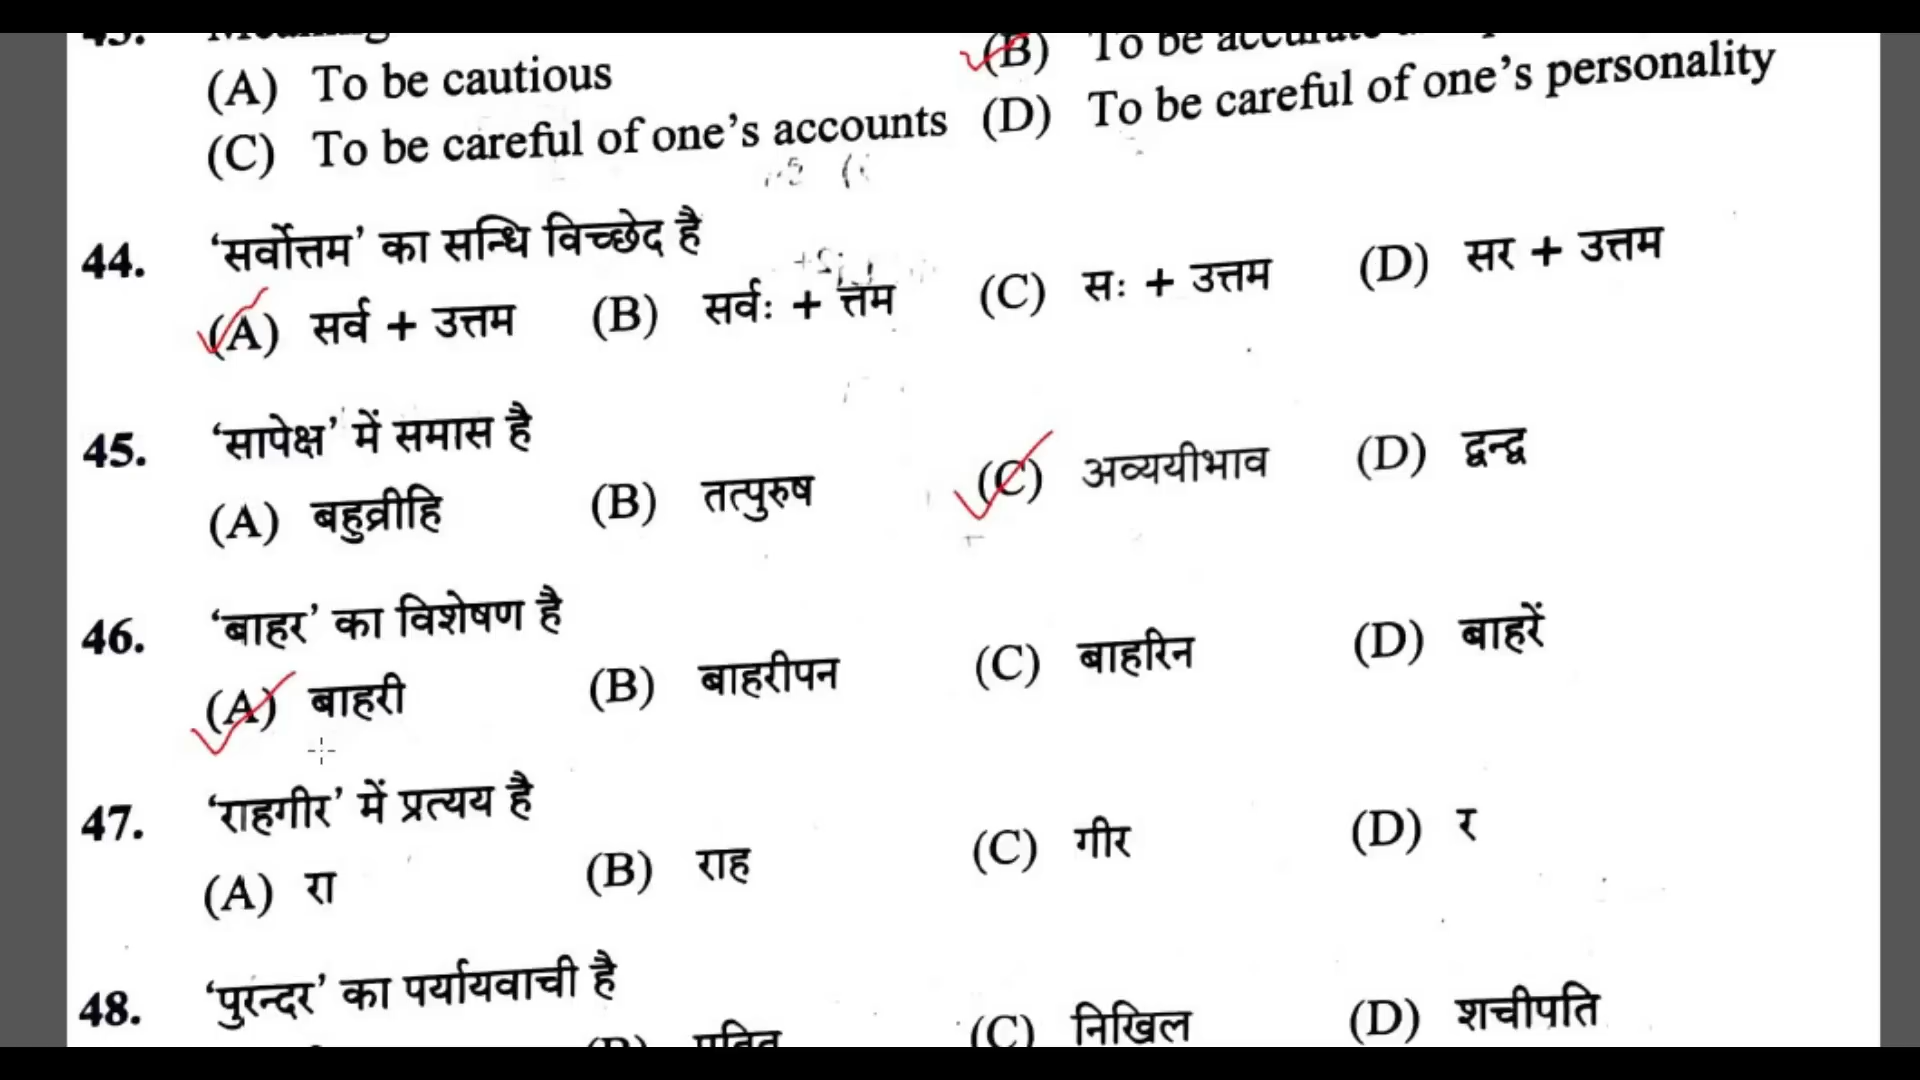 43.
(B) To be
(A) To be cautious
(C) To be careful of one's accounts (D) To be careful of one's personality
44. 'सर्वोत्तम' का सन्धि विच्छेद है
(A) सर्व + उत्तम (B) सर्वः + त्तम (C) सः + उत्तम (D) सर + उत्तम
45. 'सापेक्ष' में समास है
(A) बहुव्रीहि (B) तत्पुरुष (C) अव्ययीभाव (D) द्वन्द्व
46. 'बाहर' का विशेषण है
(A) बाहरी (B) बाहरीपन (C) बाहरिन (D) बाहरें
47. 'राहगीर' में प्रत्यय है
(A) रा (B) राह (C) गीर (D) र
48. 'पुरन्दर' का पर्यायवाची है
(C) निखिल (D) शचीपति